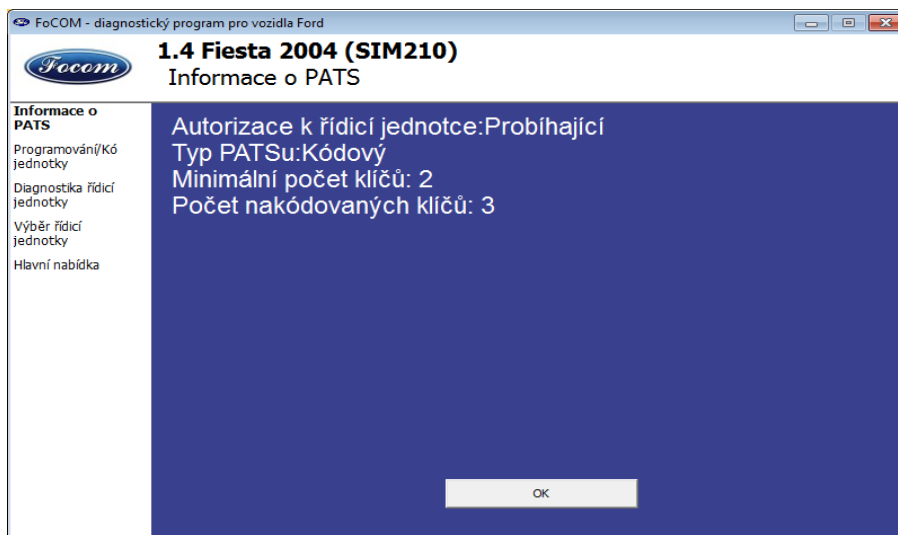 FoCOM - diagnostický program pro vozidla Ford
Focom
1.4 Fiesta 2004 (SIM210)
Informace o PATS
Informace o
PATS
Programování/Kó
jednotky
Diagnostika řídicí
jednotky
Výběr řídicí
jednotky
Hlavní nabídka
Autorizace k řídicí jednotce:Probíhající
Typ PATSu:Kódový
Minimální počet klíčů: 2
Počet nakódovaných klíčů: 3
OK